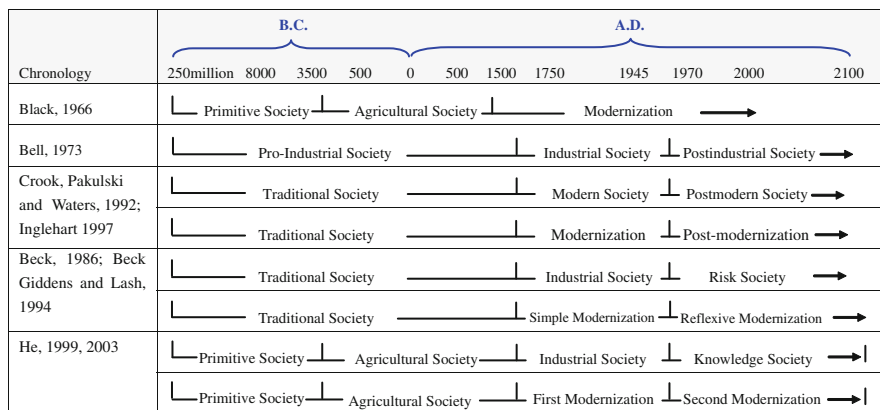 B.C. A.D.
Chronology 250million 8000 3500 500 0 500 1500 1750 1945 1970 2000 2100
Black, 1966 Primitive Society Agricultural Society Modernization
Bell, 1973 Pro-Industrial Society Industrial Society Postindustrial Society
Crook, Pakulski Traditional Society Modern Society Postmodern Society
and Waters, 1992;
Inglehart 1997 Traditional Society Modernization Post-modernization
Beck, 1986; Beck Traditional Society Industrial Society Risk Society
Giddens and Lash,
1994 Traditional Society Simple Modernization Reflexive Modernization
He, 1999, 2003 Primitive Society Agricultural Society Industrial Society Knowledge Society
Primitive Society Agricultural Society First Modernization Second Modernization